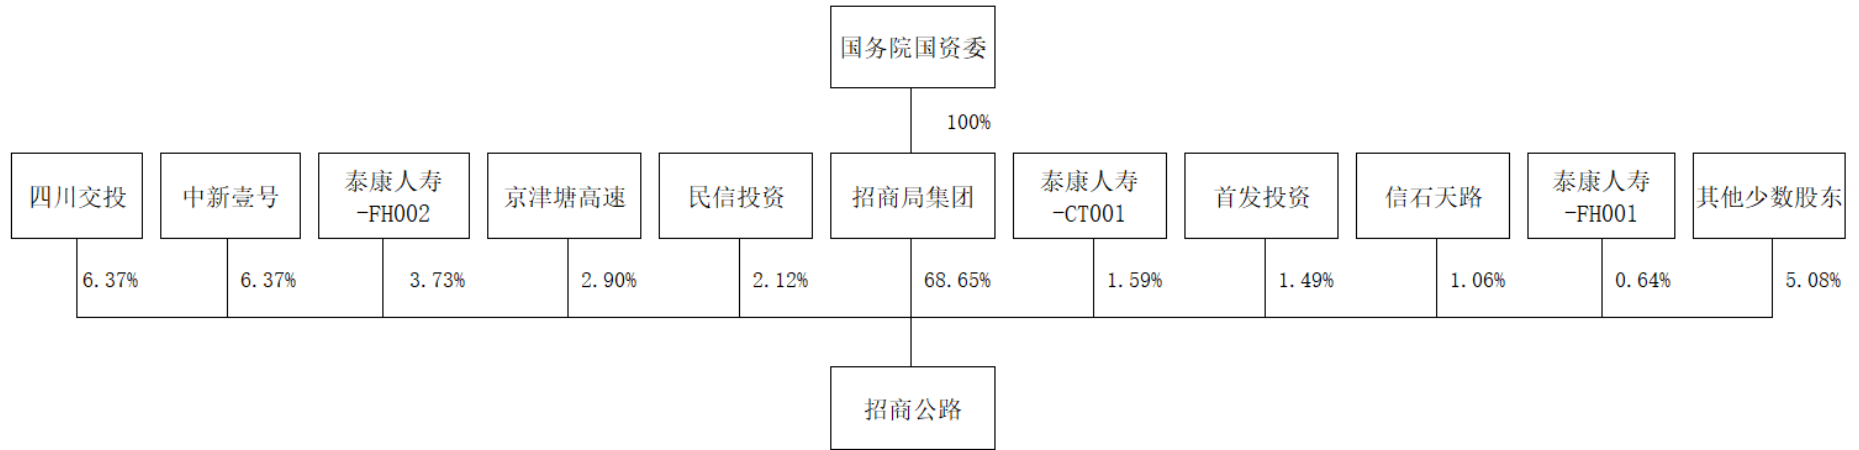 国务院国资委
100%
四川交投
中新壹号
泰康人寿
-FH002
京津塘高速
民信投资
招商局集团
泰康人寿
-CT001
首发投资
信石天路
泰康人寿
-FH001
其他少数股东
6.37%
6.37%
3.73%
2.90%
2.12%
68.65%
1.59%
1.49%
1.06%
0.64%
5.08%
招商公路